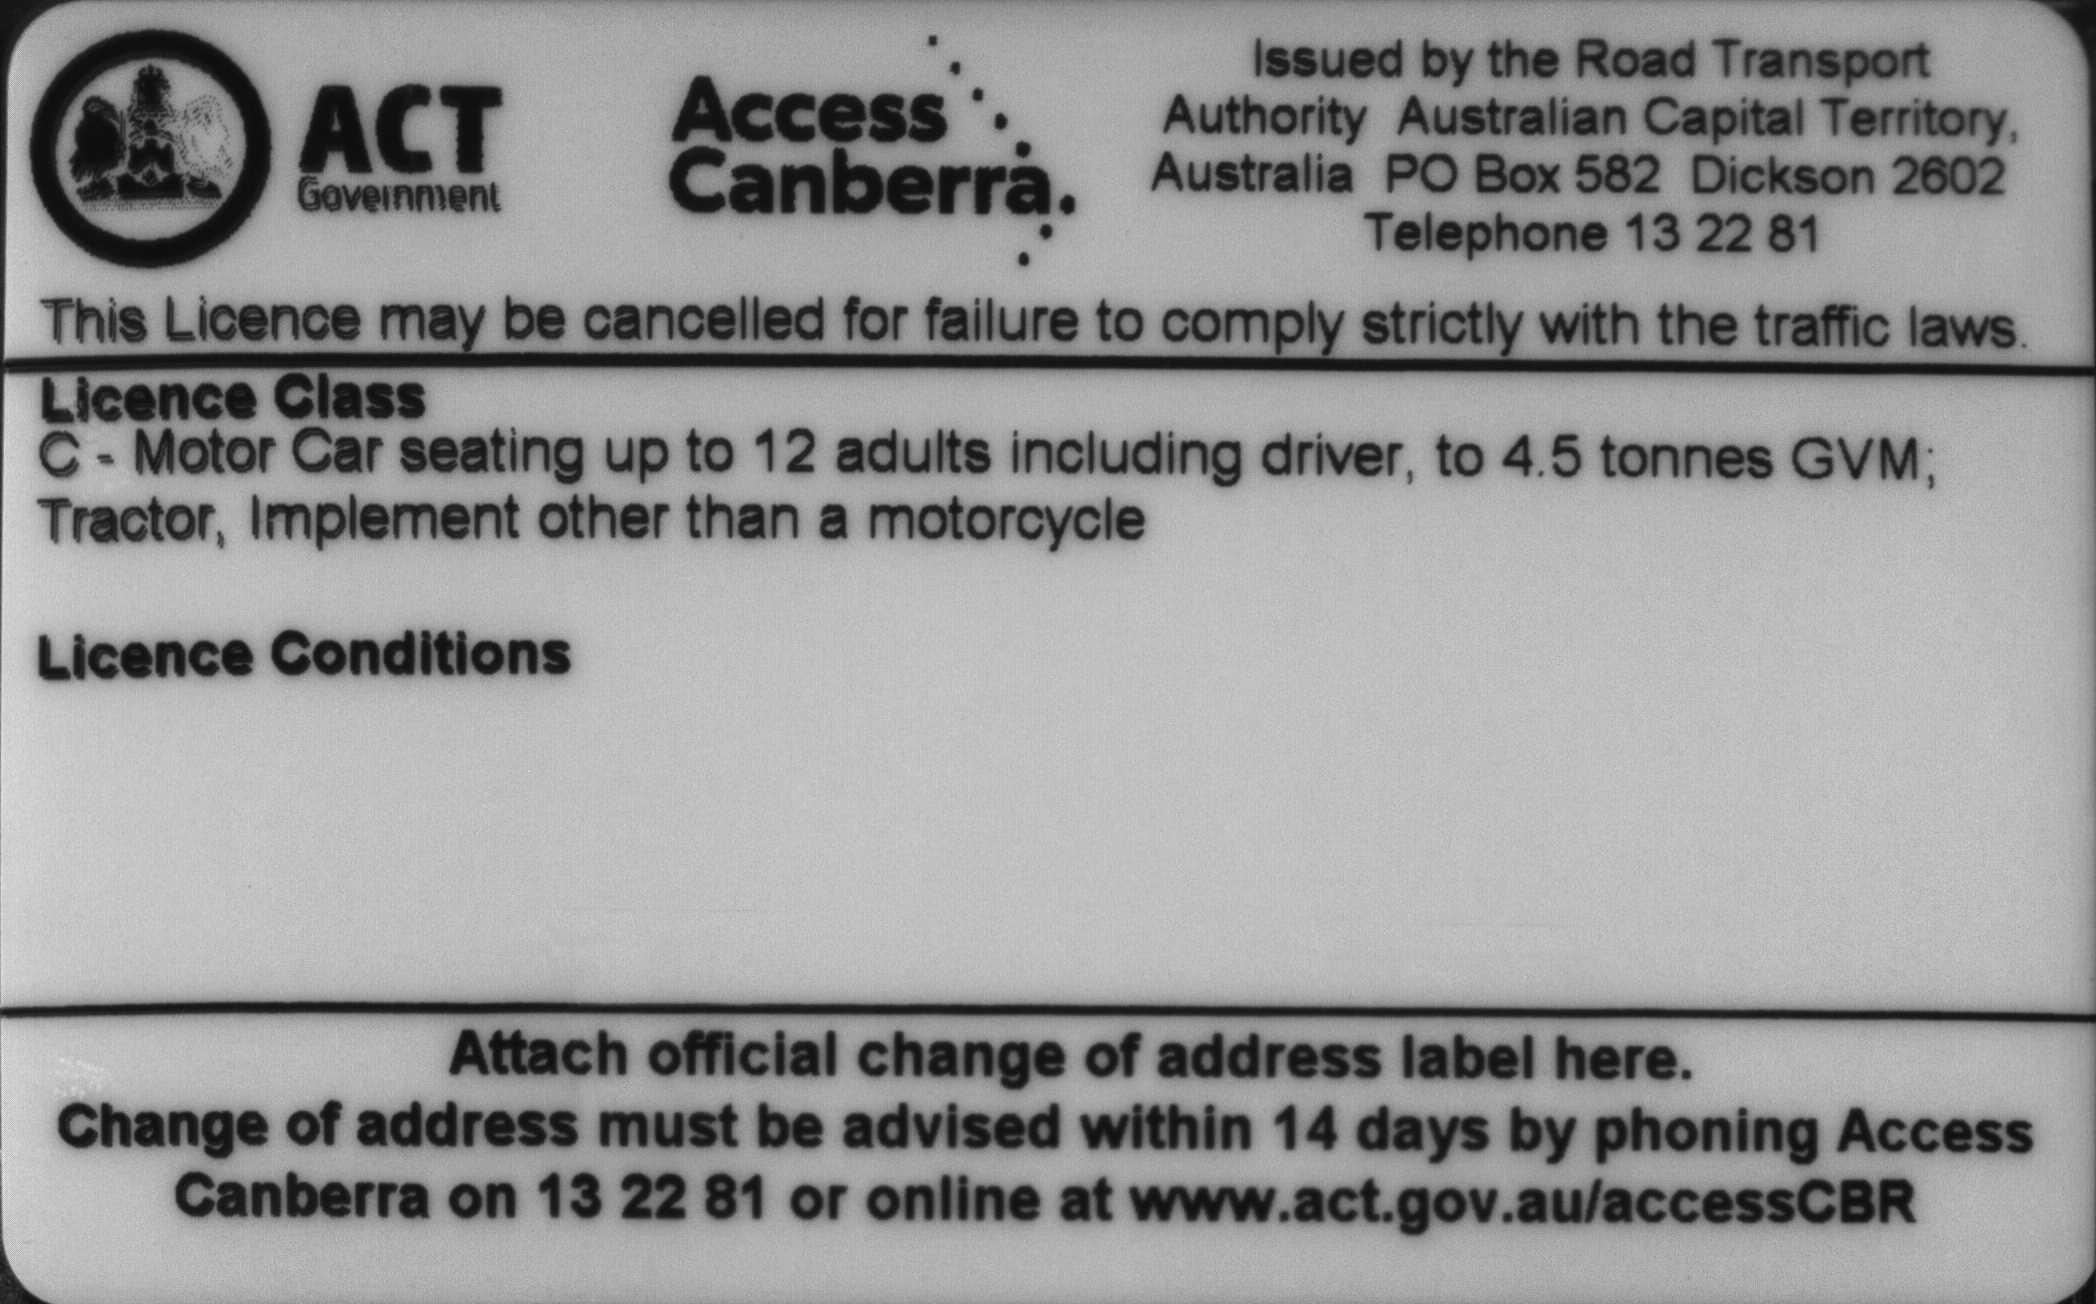 ACT
Government
Access
Canberra.
Issued by the Road Transport
Authority Australian Capital Territory,
Australia PO Box 582 Dickson 2602
Telephone 13 22 81
This Licence may be cancelled for failure to comply strictly with the traffic laws.
Licence Class
C - Motor Car seating up to 12 adults including driver, to 4.5 tonnes GVM;
Tractor, Implement other than a motorcycle
Licence Conditions
Attach official change of address label here.
Change of address must be advised within 14 days by phoning Access
Canberra on 13 22 81 or online at www.act.gov.au/accessCBR